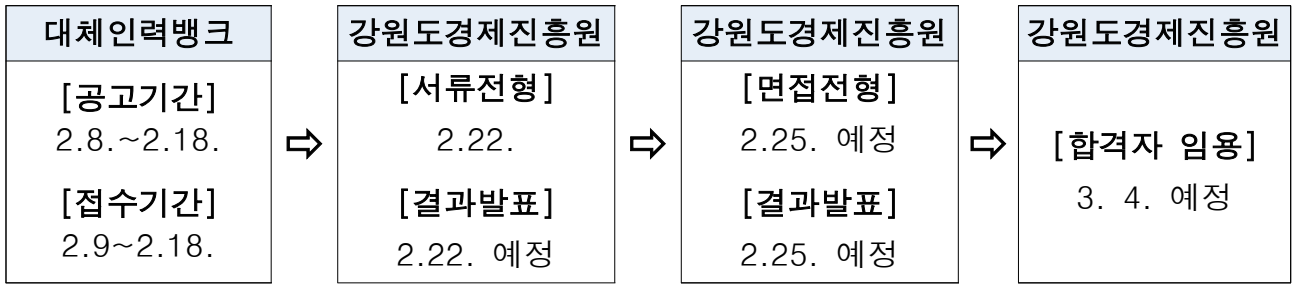 대체인력뱅크
[공고기간]
2.8.~2.18.
[접수기간]
2.9~2.18.
⇨
강원도경제진흥원
[서류전형]
2.22.
[결과발표]
2.22. 예정
⇨
강원도경제진흥원
[면접전형]
2.25. 예정
[결과발표]
2.25. 예정
⇨
강원도경제진흥원
[합격자 임용]
3. 4. 예정